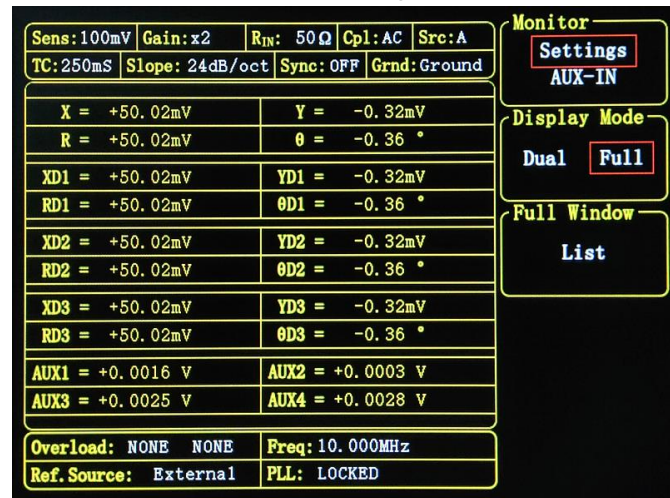 Sens:100mV Gain:x2 RIN: 50Ω Cpl:AC Src:A
TC:250mS Slope: 24dB/oct Sync:OFF Grnd:Ground
X = +50.02mV Y = -0.32mV
R = +50.02mV θ = -0.36 °
XD1 = +50.02mV YD1 = -0.32mV
RD1 = +50.02mV θD1 = -0.36 °
XD2 = +50.02mV YD2 = -0.32mV
RD2 = +50.02mV θD2 = -0.36 °
XD3 = +50.02mV YD3 = -0.32mV
RD3 = +50.02mV θD3 = -0.36 °
AUX1 = +0.0016 V AUX2 = +0.0003 V
AUX3 = +0.0025 V AUX4 = +0.0028 V
Overload: NONE NONE Freq:10.000MHz
Ref.Source: External PLL: LOCKED
Monitor
Settings
AUX-IN
Display Mode
Dual Full
Full Window
List